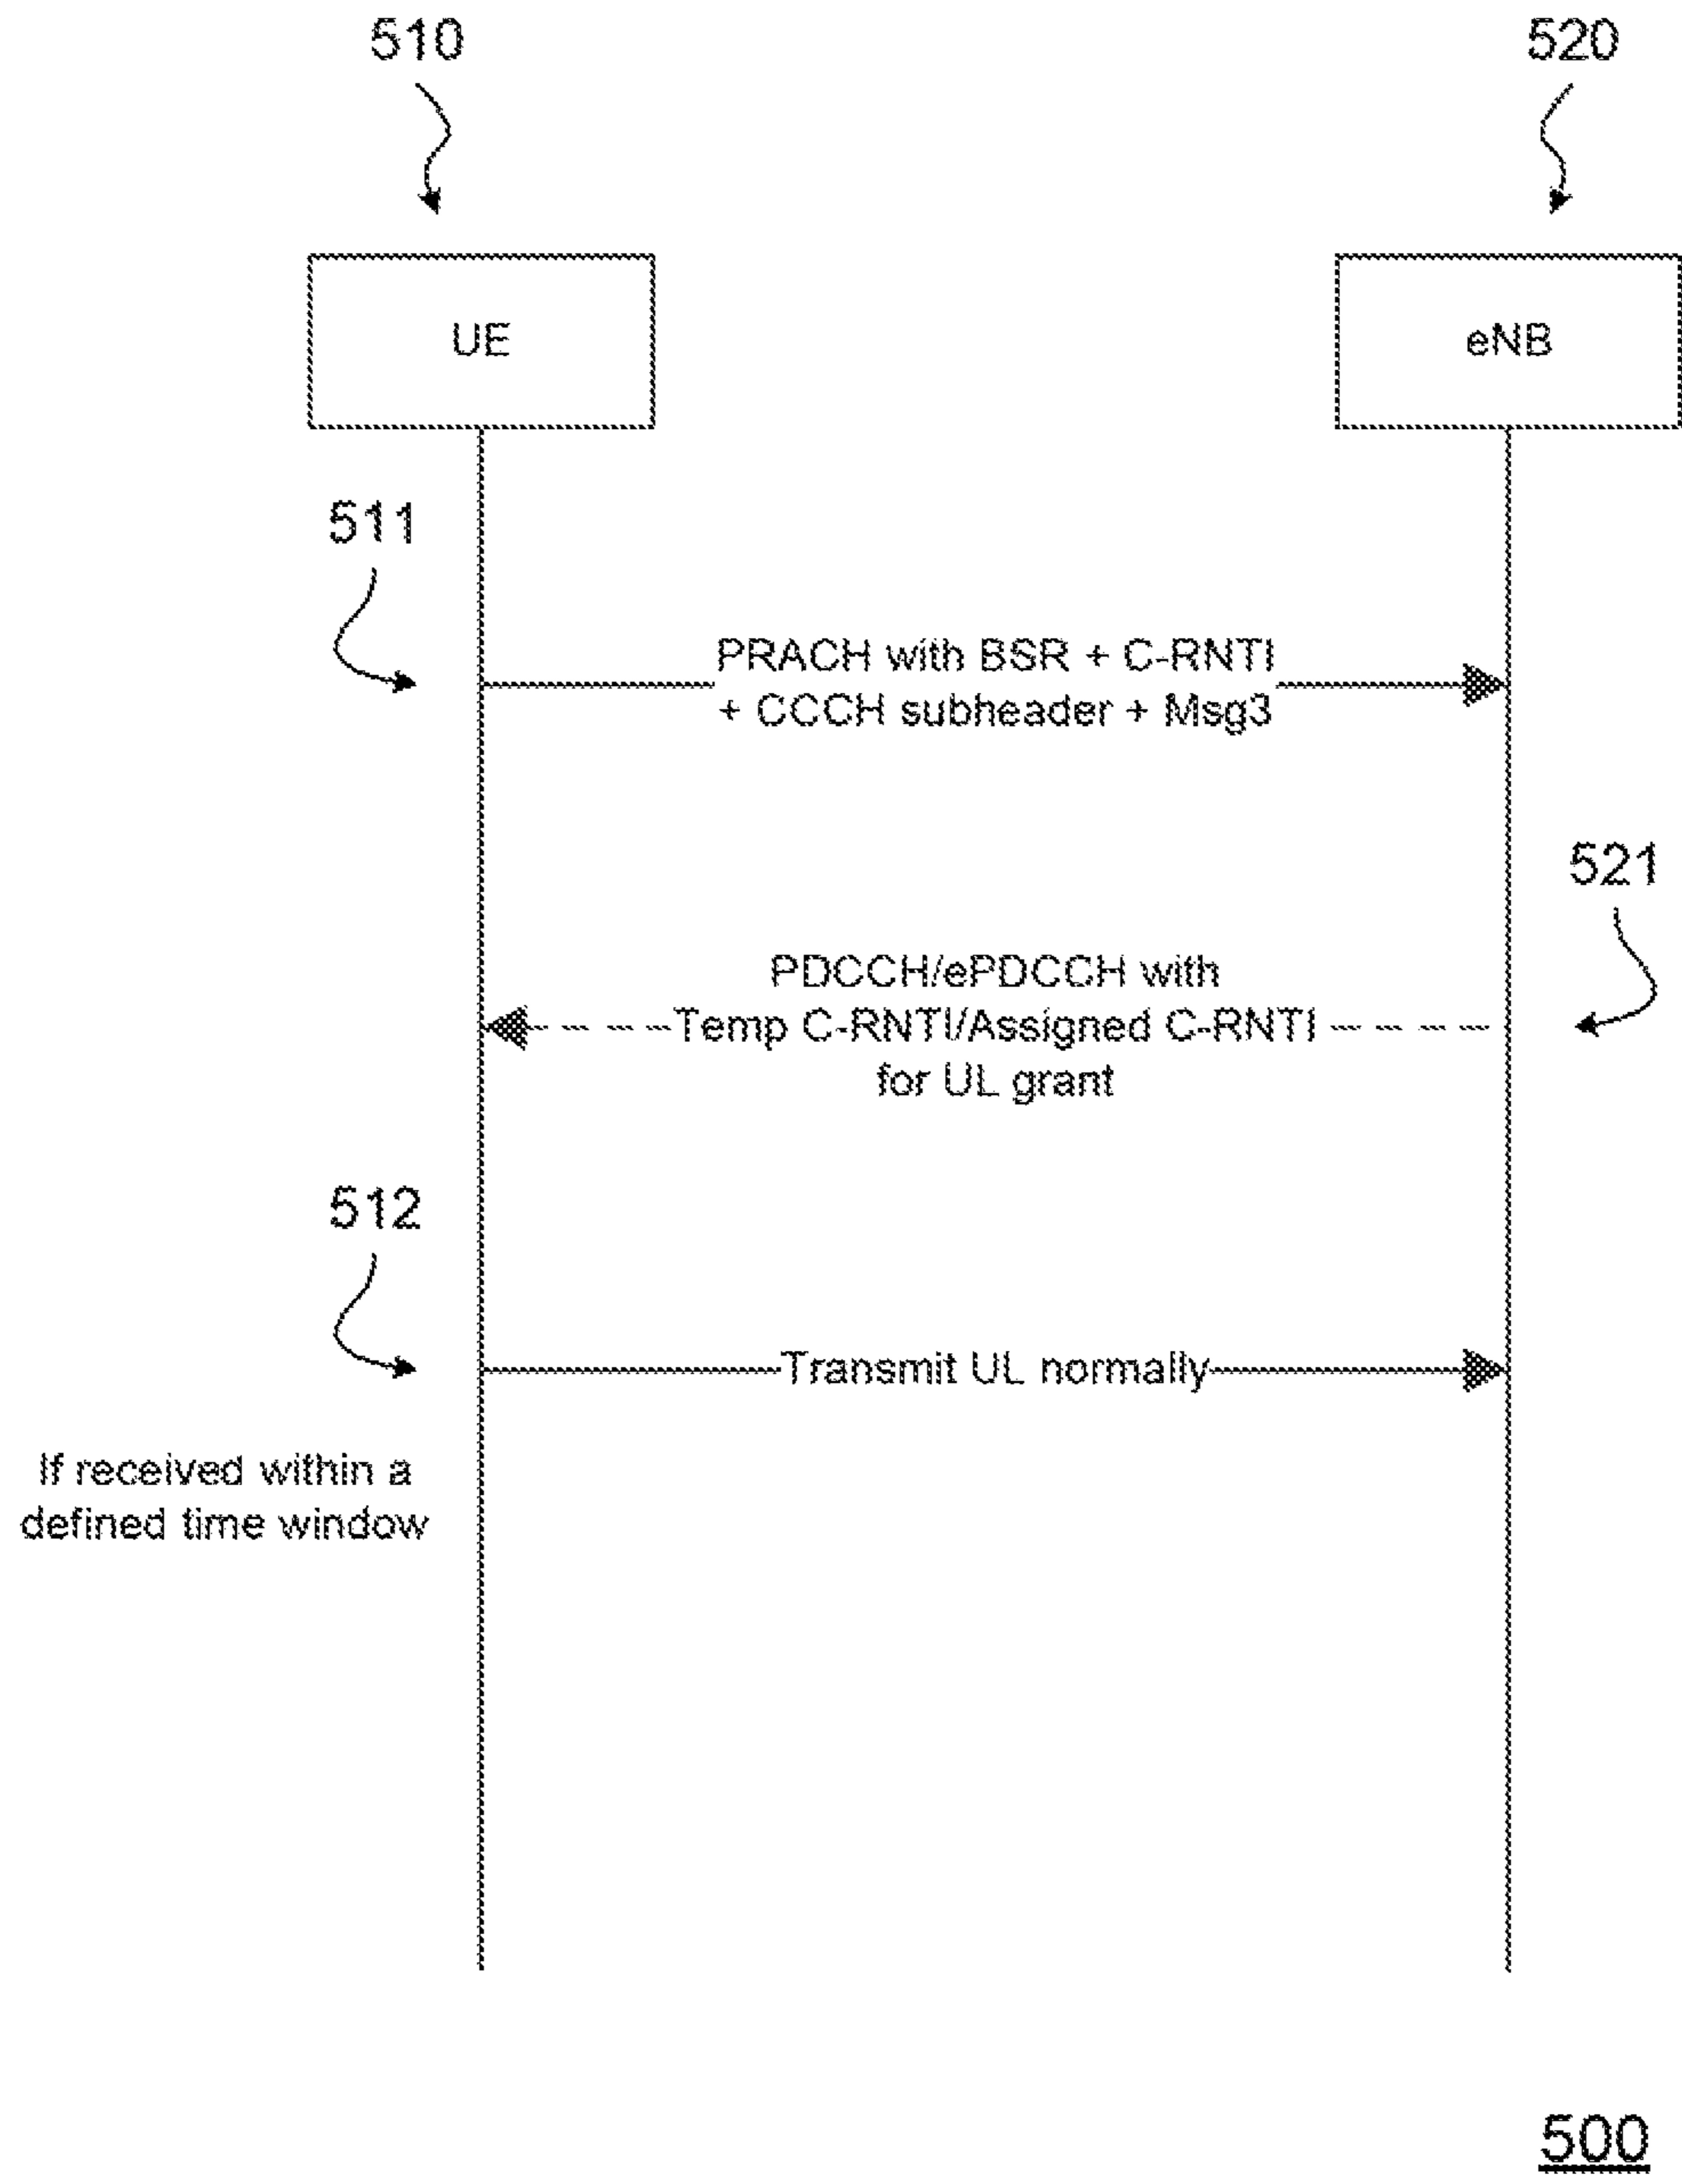 510
520
UE
eNB
511
PRACH with BSR + C-RNTI
+ CCCH subheader + Msg3
521
PDCCH/ePDCCH with
Temp C-RNTI/Assigned C-RNTI
for UL grant
512
Transmit UL normally
If received within a
defined time window
500